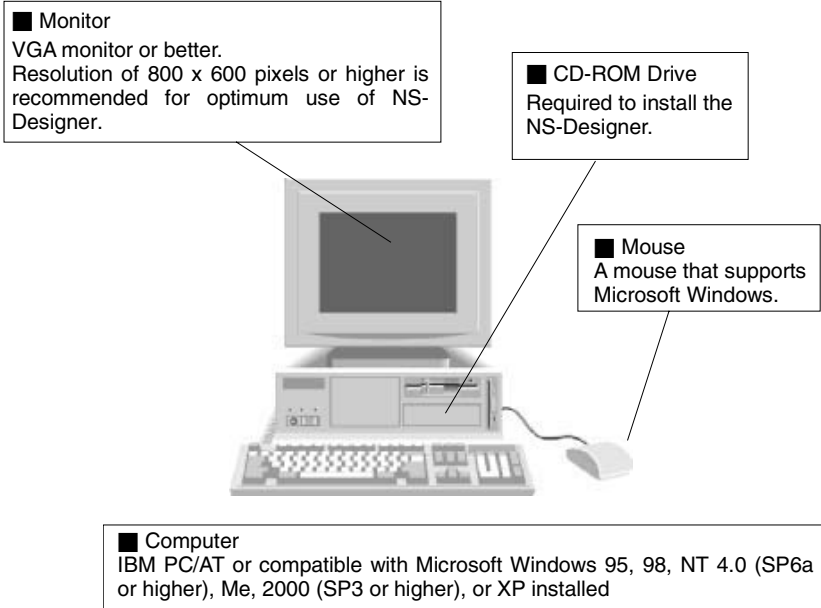 ■ Monitor
VGA monitor or better.
Resolution of 800 x 600 pixels or higher is
recommended for optimum use of NS-
Designer.
■ CD-ROM Drive
Required to install the
NS-Designer.
■ Mouse
A mouse that supports
Microsoft Windows.
■ Computer
IBM PC/AT or compatible with Microsoft Windows 95, 98, NT 4.0 (SP6a
or higher), Me, 2000 (SP3 or higher), or XP installed